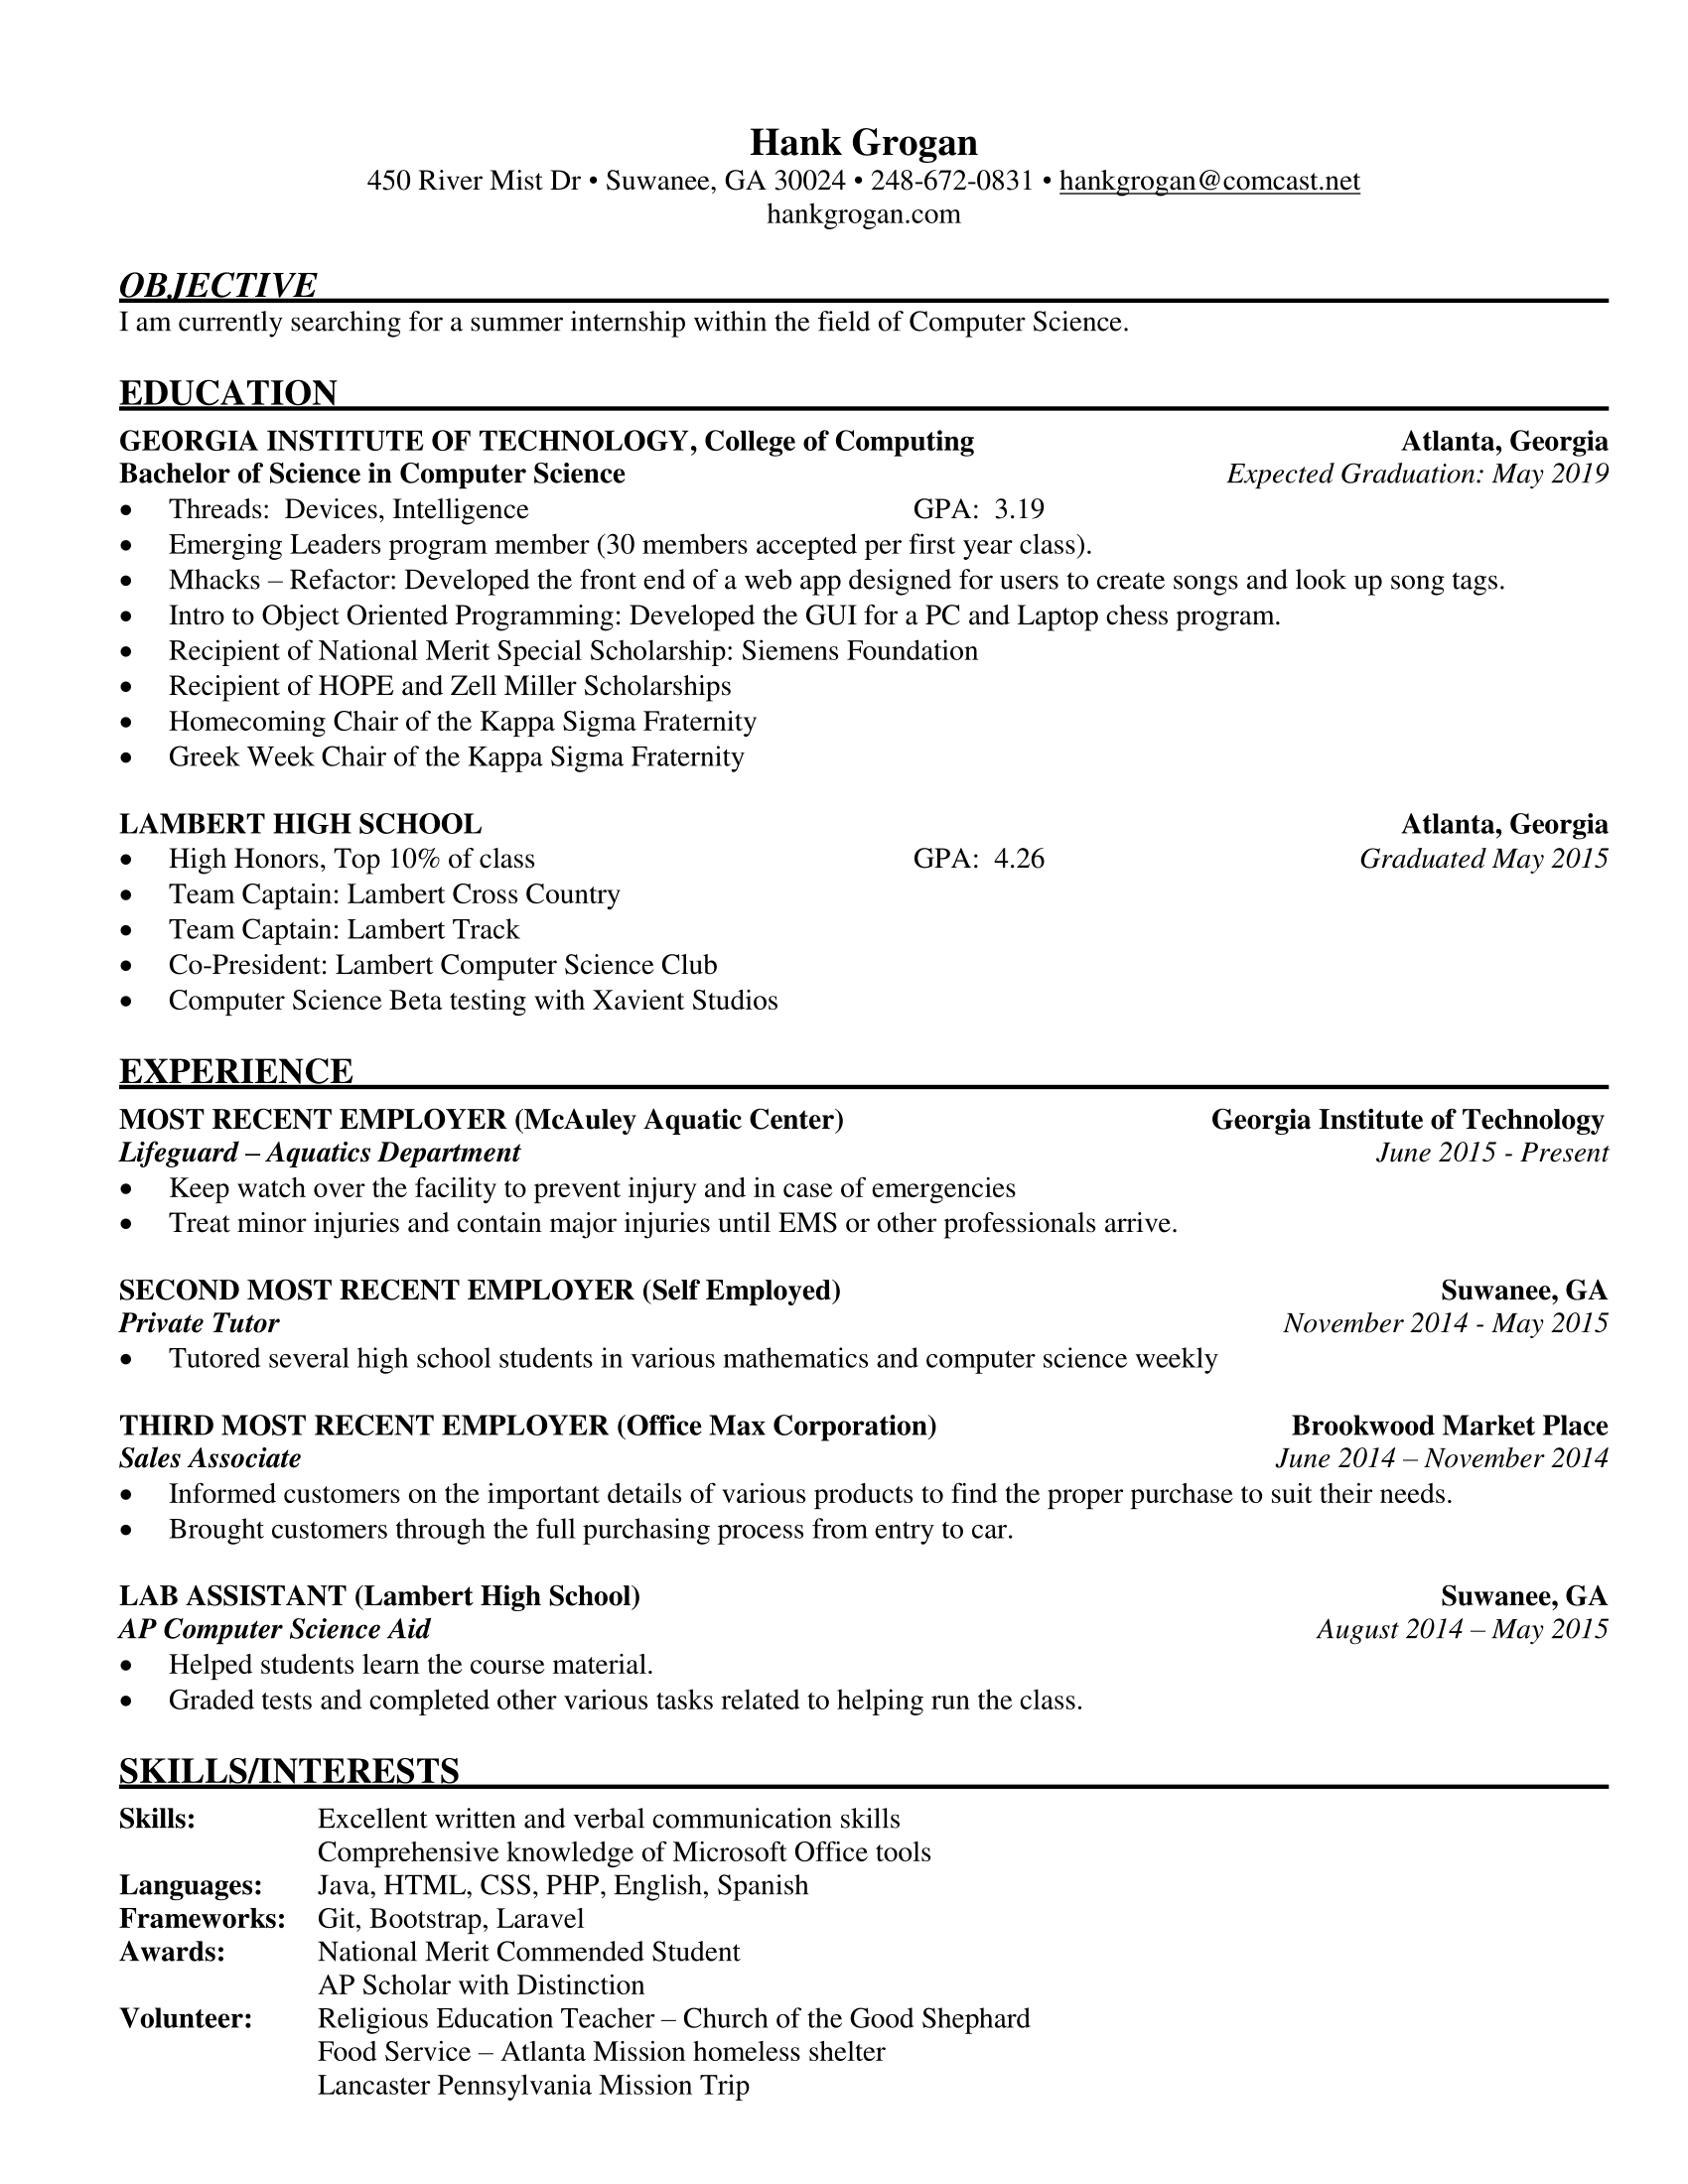 Hank Grogan
450 River Mist Dr • Suwanee, GA 30024 • 248-672-0831 • hankgrogan@comcast.net
hankgrogan.com
OBJECTIVE
I am currently searching for a summer internship within the field of Computer Science.
EDUCATION
GEORGIA INSTITUTE OF TECHNOLOGY, College of Computing Atlanta, Georgia
Bachelor of Science in Computer Science Expected Graduation: May 2019
• Threads: Devices, Intelligence GPA: 3.19
• Emerging Leaders program member (30 members accepted per first year class).
• Mhacks – Refactor: Developed the front end of a web app designed for users to create songs and look up song tags.
• Intro to Object Oriented Programming: Developed the GUI for a PC and Laptop chess program.
• Recipient of National Merit Special Scholarship: Siemens Foundation
• Recipient of HOPE and Zell Miller Scholarships
• Homecoming Chair of the Kappa Sigma Fraternity
• Greek Week Chair of the Kappa Sigma Fraternity
LAMBERT HIGH SCHOOL Atlanta, Georgia
• High Honors, Top 10% of class GPA: 4.26 Graduated May 2015
• Team Captain: Lambert Cross Country
• Team Captain: Lambert Track
• Co-President: Lambert Computer Science Club
• Computer Science Beta testing with Xavient Studios
EXPERIENCE
MOST RECENT EMPLOYER (McAuley Aquatic Center) Georgia Institute of Technology
Lifeguard – Aquatics Department June 2015 - Present
• Keep watch over the facility to prevent injury and in case of emergencies
• Treat minor injuries and contain major injuries until EMS or other professionals arrive.
SECOND MOST RECENT EMPLOYER (Self Employed) Suwanee, GA
Private Tutor November 2014 - May 2015
• Tutored several high school students in various mathematics and computer science weekly
THIRD MOST RECENT EMPLOYER (Office Max Corporation) Brookwood Market Place
Sales Associate June 2014 – November 2014
• Informed customers on the important details of various products to find the proper purchase to suit their needs.
• Brought customers through the full purchasing process from entry to car.
LAB ASSISTANT (Lambert High School) Suwanee, GA
AP Computer Science Aid August 2014 – May 2015
• Helped students learn the course material.
• Graded tests and completed other various tasks related to helping run the class.
SKILLS/INTERESTS
Skills: Excellent written and verbal communication skills
Comprehensive knowledge of Microsoft Office tools
Languages: Java, HTML, CSS, PHP, English, Spanish
Frameworks: Git, Bootstrap, Laravel
Awards: National Merit Commended Student
AP Scholar with Distinction
Volunteer: Religious Education Teacher – Church of the Good Shephard
Food Service – Atlanta Mission homeless shelter
Lancaster Pennsylvania Mission Trip